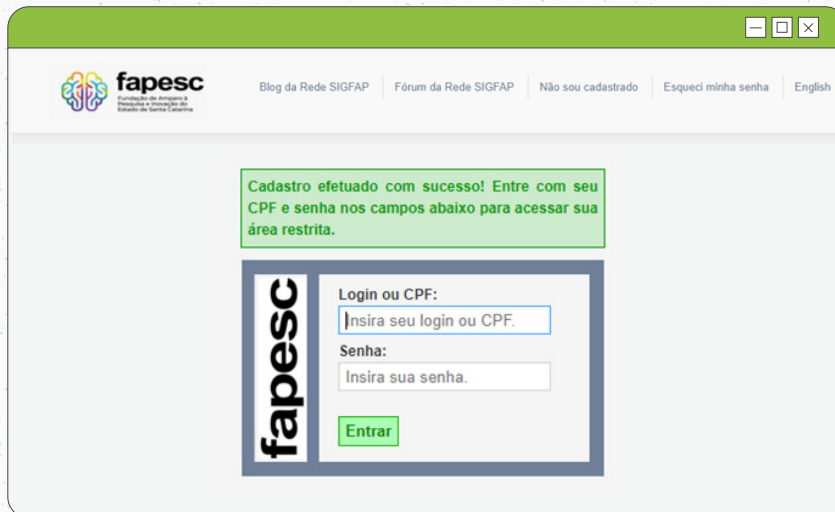 fapesc
Fundação de Amparo à
Pesquisa e Inovação do
Estado de Santa Catarina
Blog da Rede SIGFAP
Fórum da Rede SIGFAP
Não sou cadastrado
Esqueci minha senha
English
Cadastro efetuado com sucesso! Entre com seu
CPF e senha nos campos abaixo para acessar sua
área restrita.
fapesc
Login ou CPF:
Insira seu login ou CPF.
Senha:
Insira sua senha.
Entrar